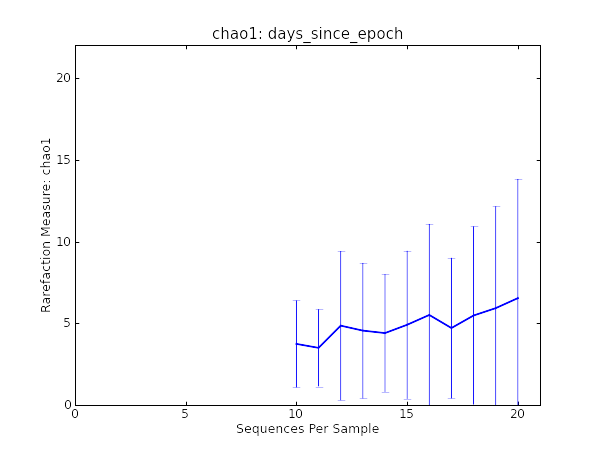 chao1: days_since_epoch
20
15
10
5
0
Rarefaction Measure: chao1
0 5 10 15 20
Sequences Per Sample